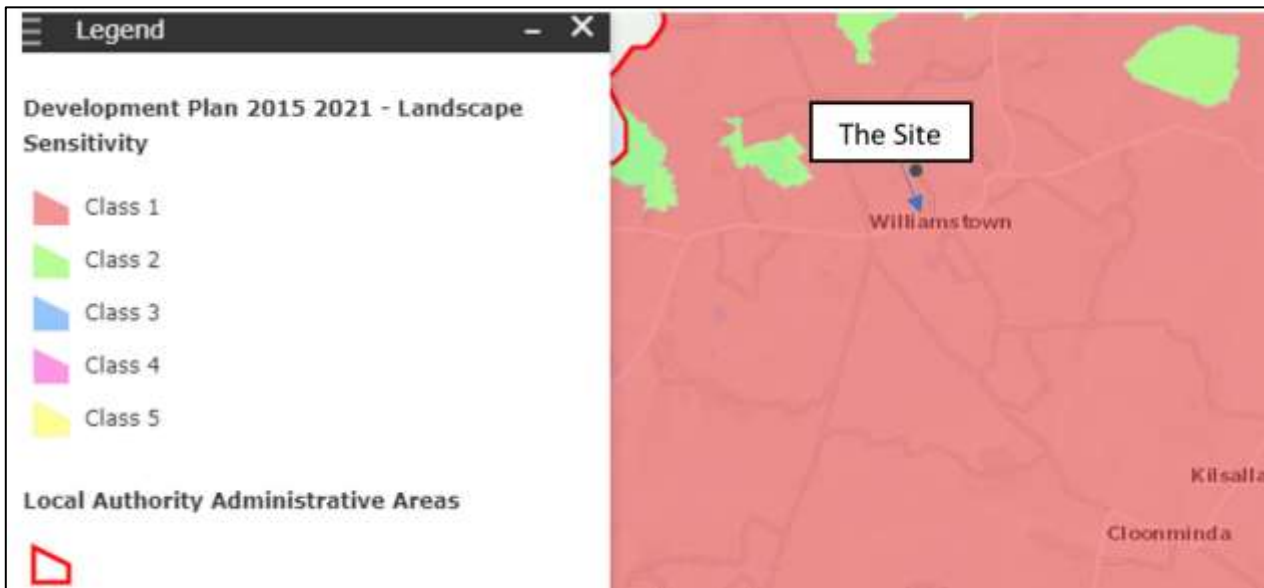 Legend
Development Plan 2015 2021 - Landscape
Sensitivity
Class 1
Class 2
Class 3
Class 4
Class 5
Local Authority Administrative Areas
The Site
Williamstown
Kilsalla
Cloonminda